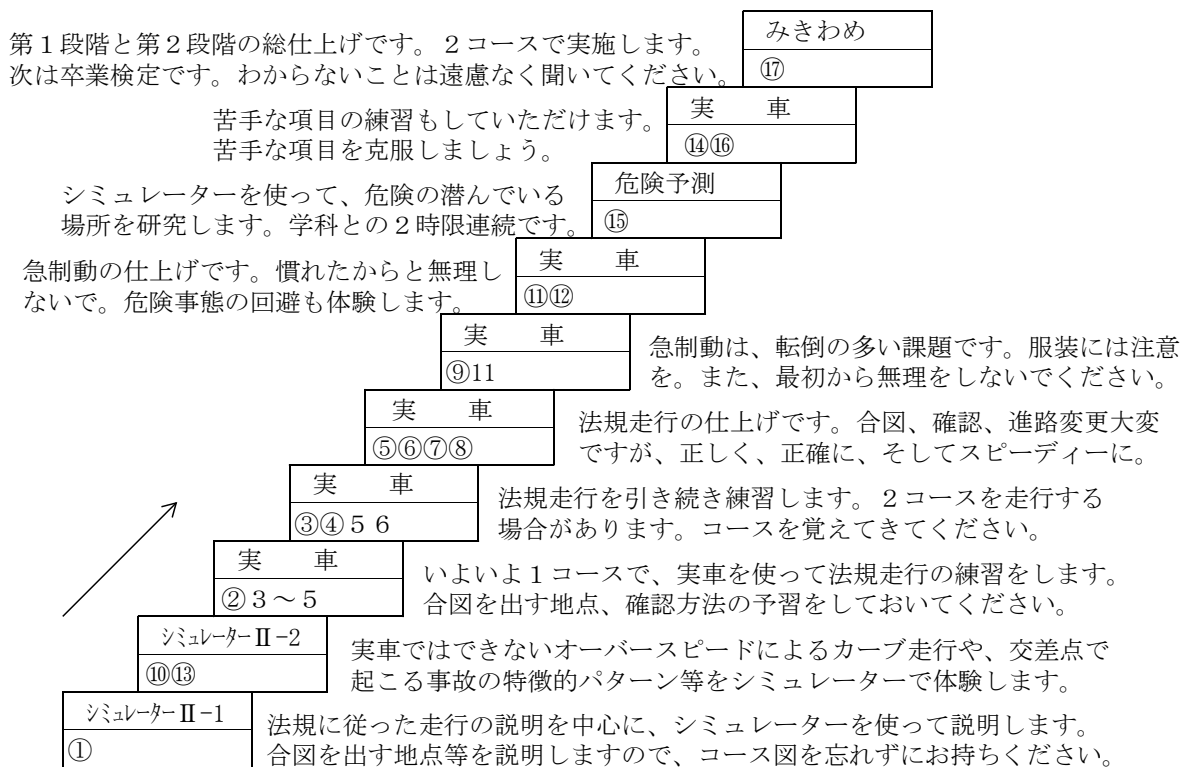 みきわめ
⑰
第１段階と第２段階の総仕上げです。２コースで実施します。
次は卒業検定です。わからないことは遠慮なく聞いてください。
実　車
⑭⑯
苦手な項目の練習もしていただけます。
苦手な項目を克服しましょう。
危険予測
⑮
シミュレーターを使って、危険の潜んでいる
場所を研究します。学科との２時限連続です。
実　車
⑪⑫
急制動の仕上げです。慣れたからと無理し
ないで。危険事態の回避も体験します。
実　車
⑨11
急制動は、転倒の多い課題です。服装には注意
を。また、最初から無理をしないでください。
実　車
⑤⑥⑦⑧
法規走行の仕上げです。合図、確認、進路変更大変
ですが、正しく、正確に、そしてスピーディーに。
実　車
③④５６
法規走行を引き続き練習します。２コースを走行する
場合があります。コースを覚えてきてください。
実　車
②３～５
いよいよ１コースで、実車を使って法規走行の練習をします。
合図を出す地点、確認方法の予習をしておいてください。
ｼﾐｭﾚｰﾀｰⅡ-2
⑩⑬
実車ではできないオーバースピードによるカーブ走行や、交差点で
起こる事故の特徴的パターン等をシミュレーターで体験します。
ｼﾐｭﾚｰﾀｰⅡ-1
①
法規に従った走行の説明を中心に、シミュレーターを使って説明します。
合図を出す地点等を説明しますので、コース図を忘れずにお持ちください。